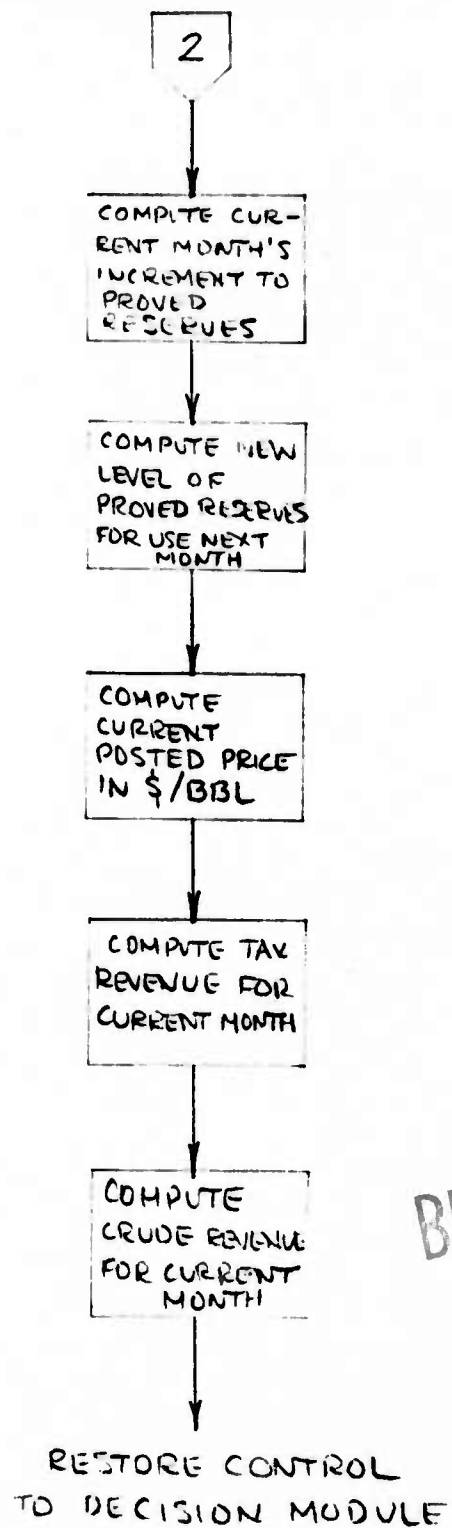 2
COMPUTE CUR-
RENT MONTH'S
INCREMENT TO
PROVED
RESERVES
COMPUTE NEW
LEVEL OF
PROVED RESERVES
FOR USE NEXT
MONTH
COMPUTE
CURRENT
POSTED PRICE
IN $/BBL
COMPUTE TAX
REVENUE FOR
CURRENT MONTH
COMPUTE
CRUDE REVENUE
FOR CURRENT
MONTH
RESTORE CONTROL
TO DECISION MODULE